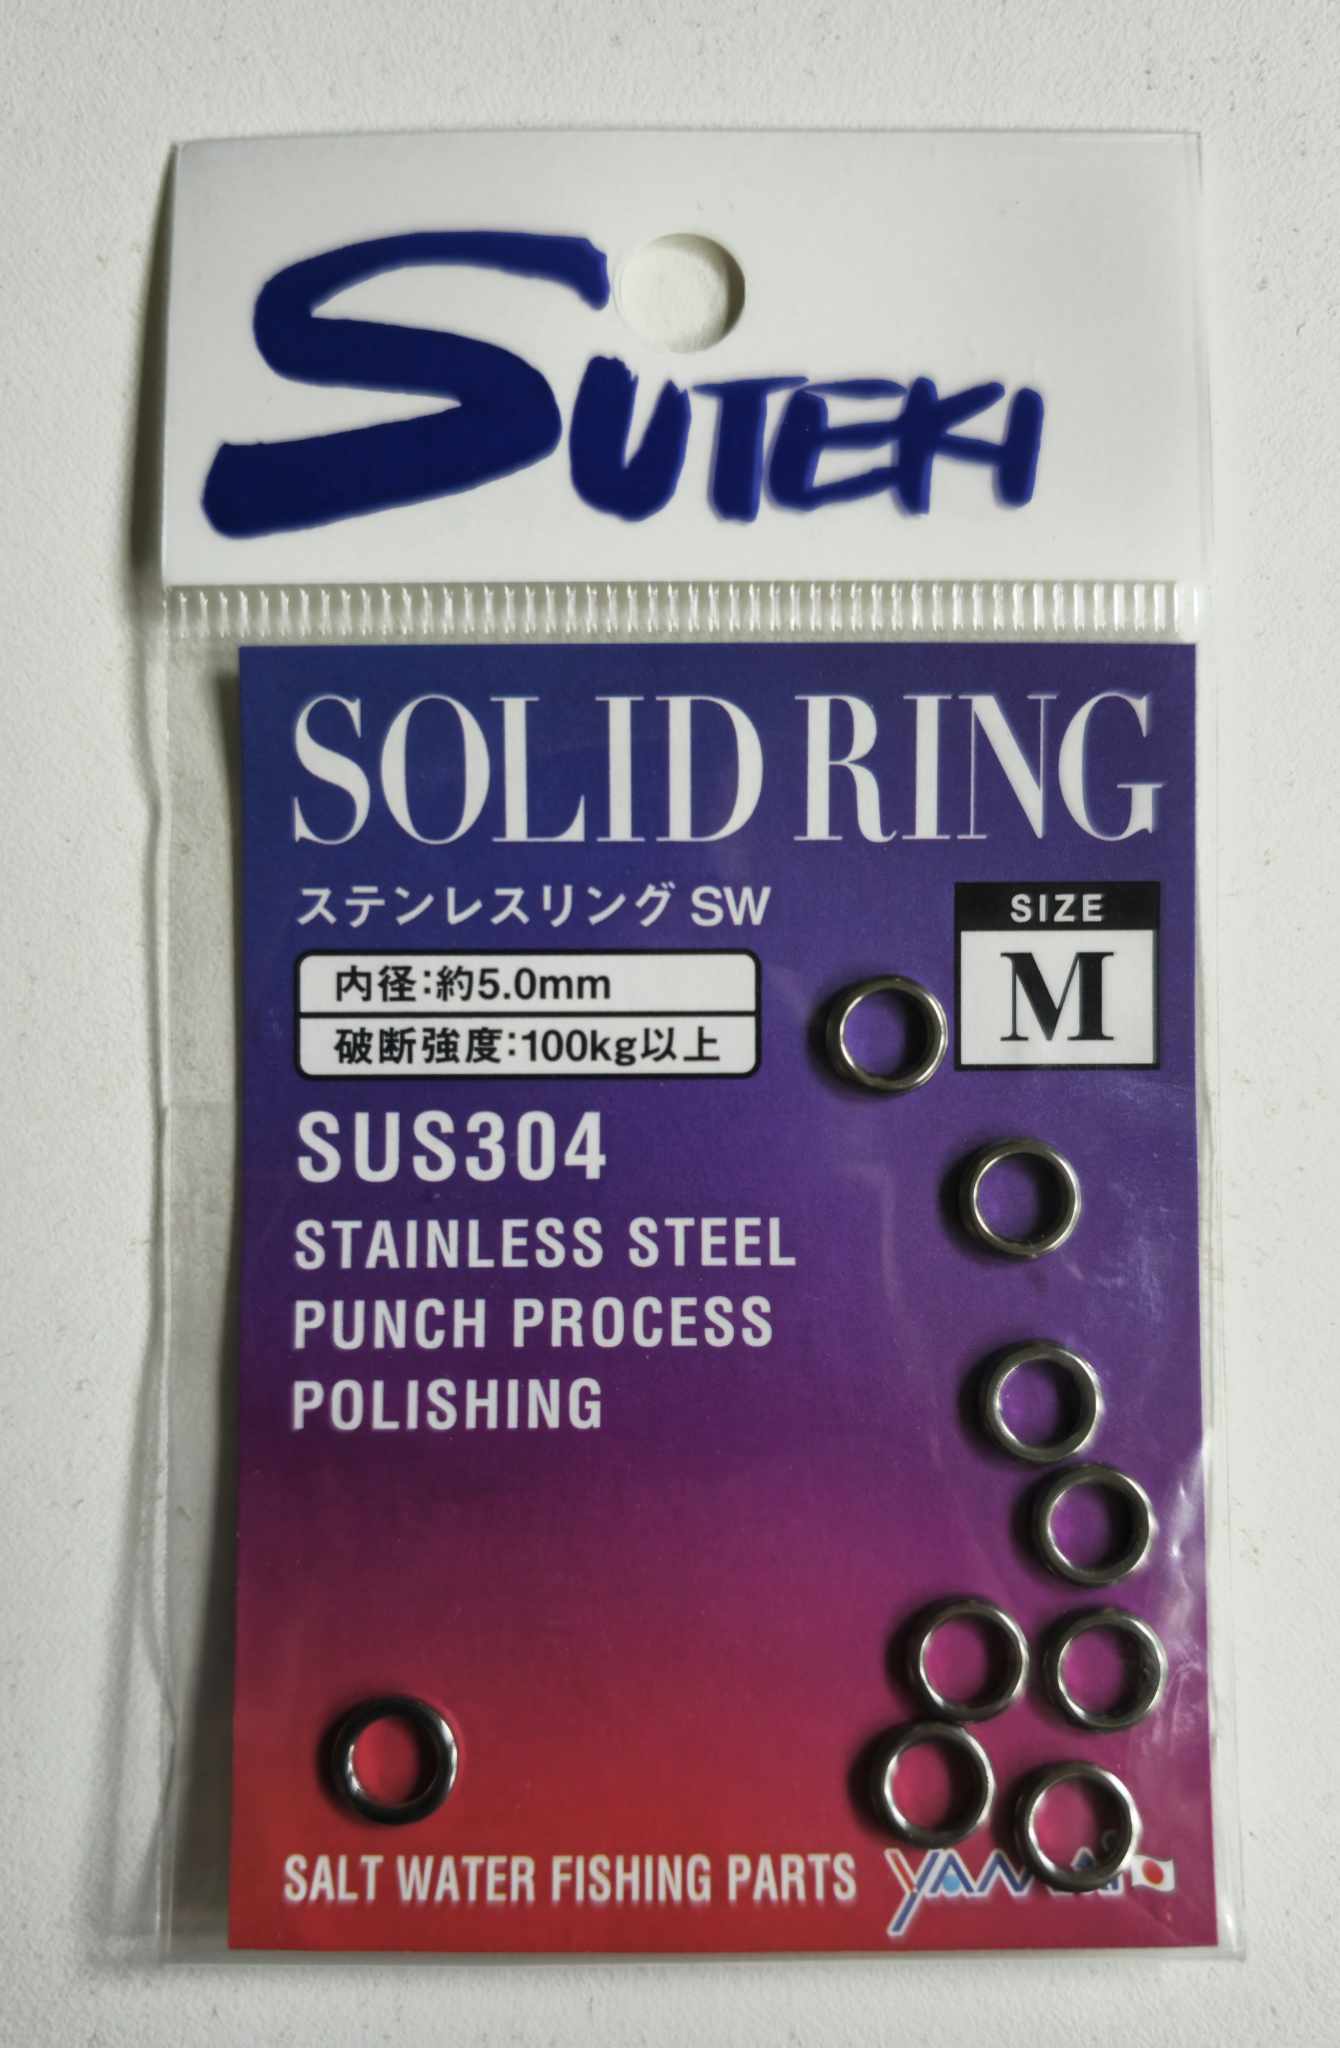 SUTEKI
SOLID RING
ステンレスリング SW
SIZE
M
内径:約5.0mm
破断強度:100kg以上
SUS304
STAINLESS STEEL
PUNCH PROCESS
POLISHING
SALT WATER FISHING PARTS